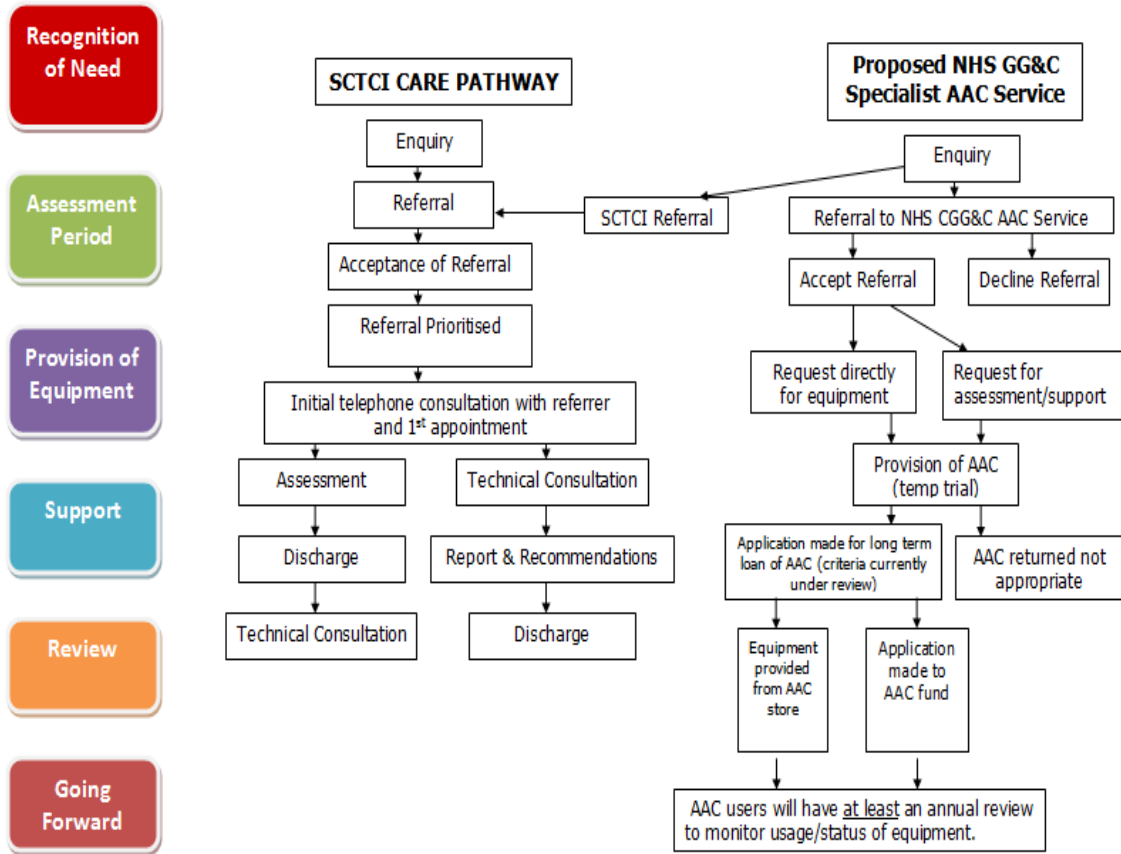 Recognition
of Need
Assessment
Period
Provision of
Equipment
Support
Review
Going
Forward
SCTCI CARE PATHWAY
Enquiry
Referral
Acceptance of Referral
Referral Prioritised
Initial telephone consultation with referrer
and 1st appointment
Assessment
Technical Consultation
Discharge
Report & Recommendations
Technical Consultation
Discharge
Proposed NHS GG&C
Specialist AAC Service
Enquiry
SCTCI Referral
Referral to NHS CGG&C AAC Service
Accept Referral
Decline Referral
Request directly
for equipment
Request for
assessment/support
Provision of AAC
(temp trial)
Application made for long term
loan of AAC (criteria currently
under review)
AAC returned not
appropriate
Equipment
provided
from AAC
store
Application
made to
AAC fund
AAC users will have at least an annual review
to monitor usage/status of equipment.